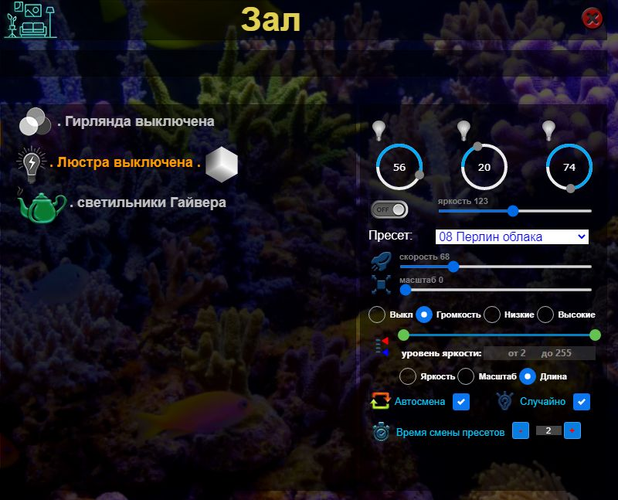 Зал
. Гирлянда выключена
. Люстра выключена .
. светильники Гайвера
56 20 74
OFF
яркость 123
Пресет: 08 Перлин облака
скорость 68
масштаб 0
Выкл Громкость Низкие Высокие
уровень яркости: от 2 до 255
Яркость Масштаб Длина
Автосмена Случайно
Время смены пресетов - 2 +